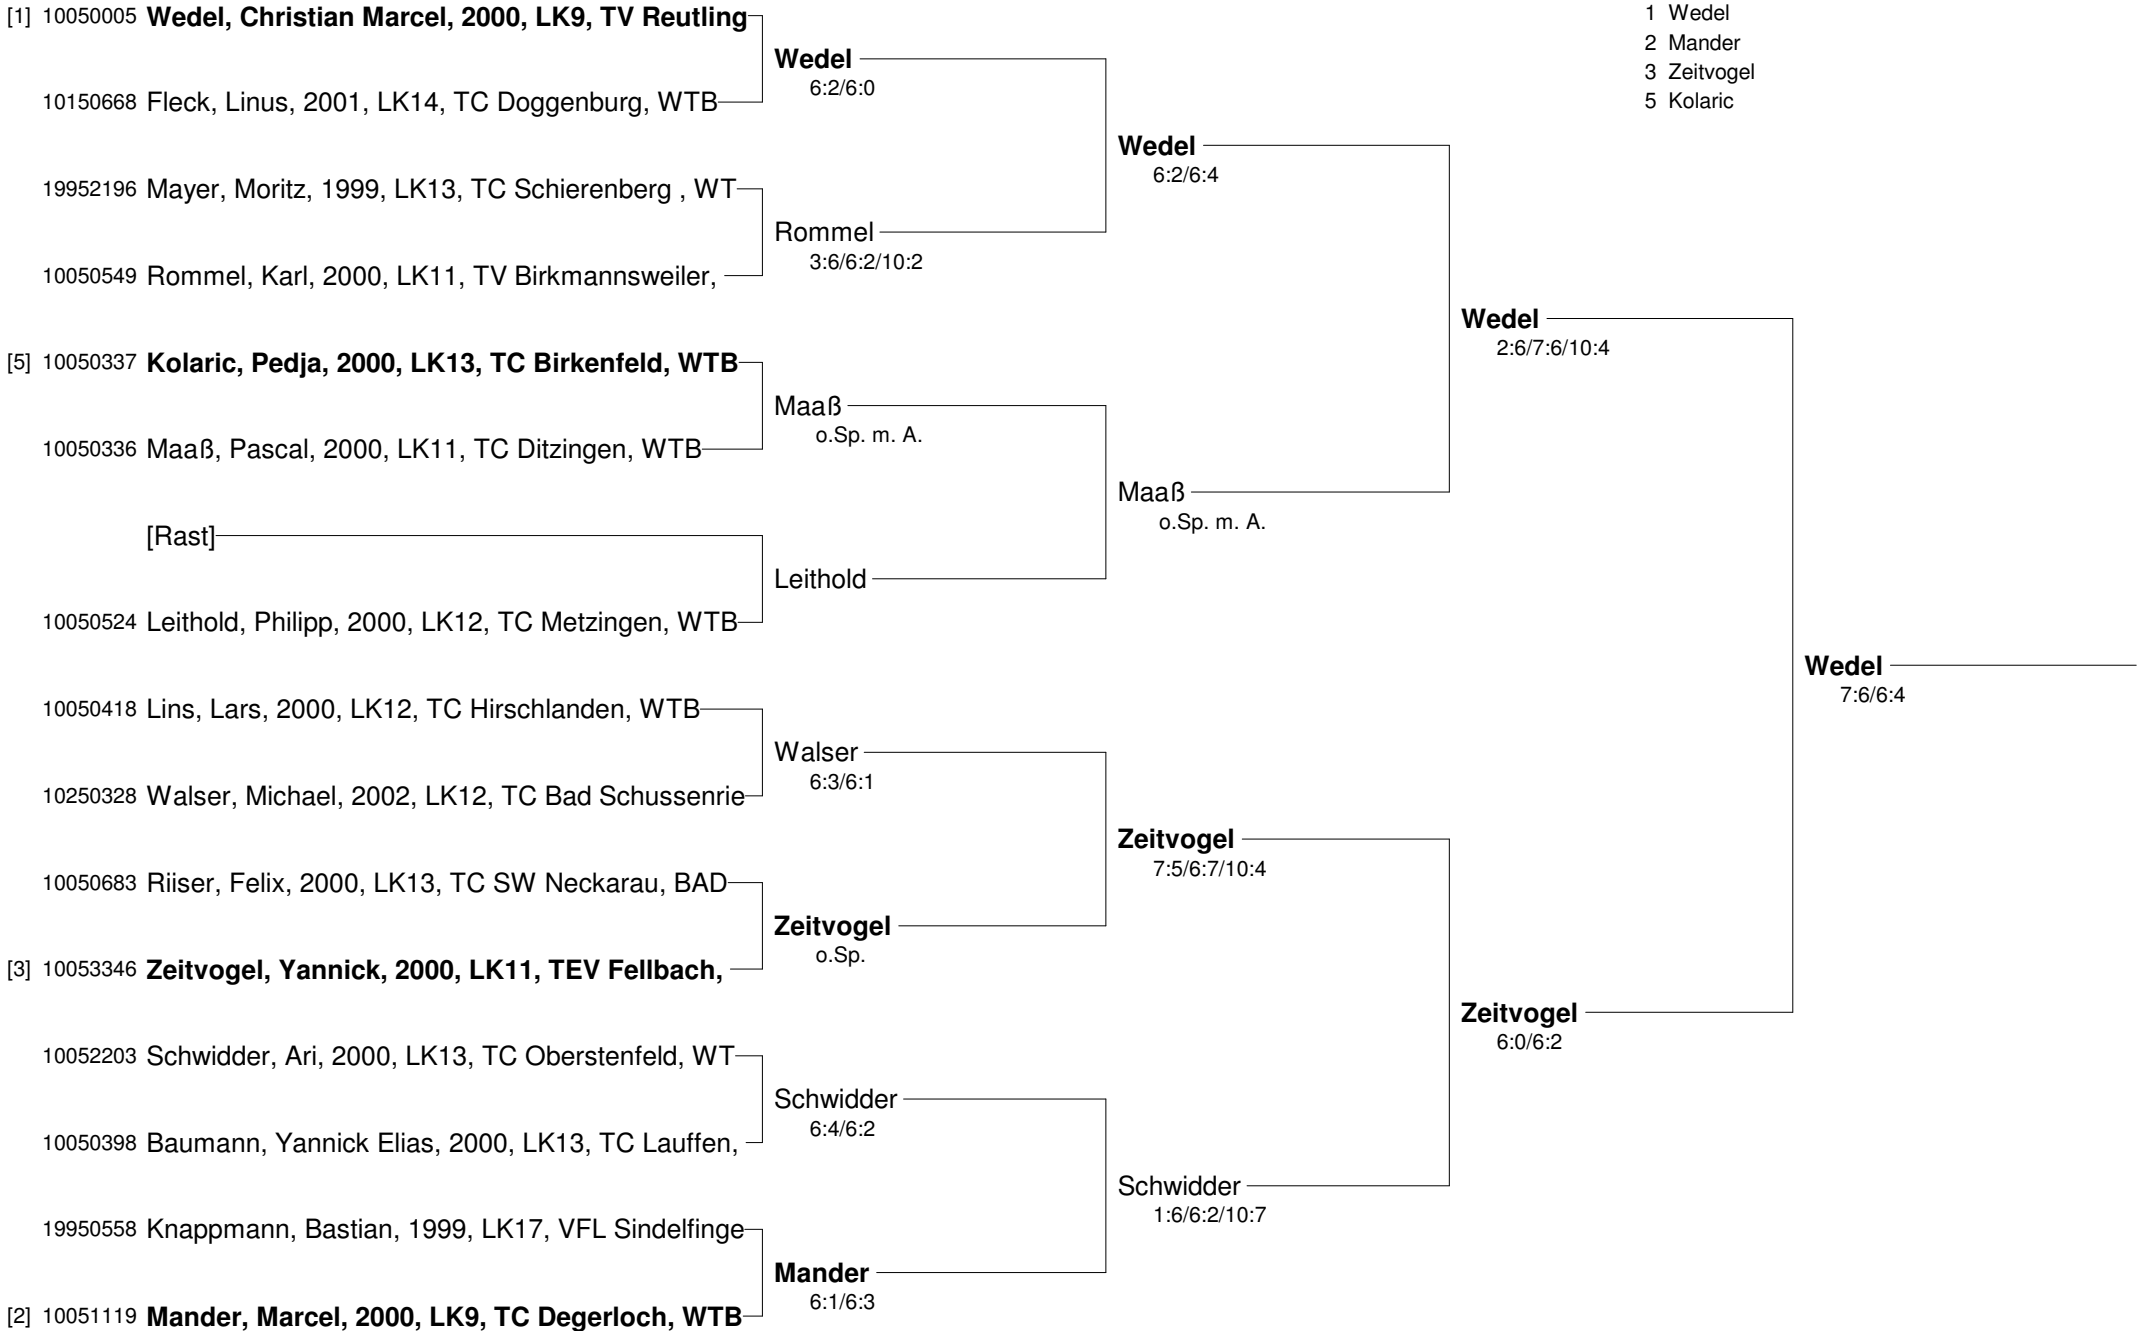 [1] 10050005 Wedel, Christian Marcel, 2000, LK9, TV Reutling
10150668 Fleck, Linus, 2001, LK14, TC Doggenburg, WTB
19952196 Mayer, Moritz, 1999, LK13, TC Schierenberg , WT
10050549 Rommel, Karl, 2000, LK11, TV Birkmannsweiler,
[5] 10050337 Kolaric, Pedja, 2000, LK13, TC Birkenfeld, WTB
10050336 Maaß, Pascal, 2000, LK11, TC Ditzingen, WTB
[Rast]
10050524 Leithold, Philipp, 2000, LK12, TC Metzingen, WTB
10050418 Lins, Lars, 2000, LK12, TC Hirschlanden, WTB
10250328 Walser, Michael, 2002, LK12, TC Bad Schussenrie
10050683 Riiser, Felix, 2000, LK13, TC SW Neckarau, BAD
[3] 10053346 Zeitvogel, Yannick, 2000, LK11, TEV Fellbach,
10052203 Schwidder, Ari, 2000, LK13, TC Oberstenfeld, WT
10050398 Baumann, Yannick Elias, 2000, LK13, TC Lauffen,
19950558 Knappmann, Bastian, 1999, LK17, VFL Sindelfinge
[2] 10051119 Mander, Marcel, 2000, LK9, TC Degerloch, WTB
Wedel
6:2/6:0
Rommel
3:6/6:2/10:2
Maaß
o.Sp. m. A.
Leithold
Walser
6:3/6:1
Zeitvogel
o.Sp.
Schwidder
6:4/6:2
Mander
6:1/6:3
Wedel
6:2/6:4
Maaß
o.Sp. m. A.
Zeitvogel
7:5/6:7/10:4
Schwidder
1:6/6:2/10:7
Wedel
2:6/7:6/10:4
Zeitvogel
6:0/6:2
Wedel
7:6/6:4
1 Wedel
2 Mander
3 Zeitvogel
5 Kolaric